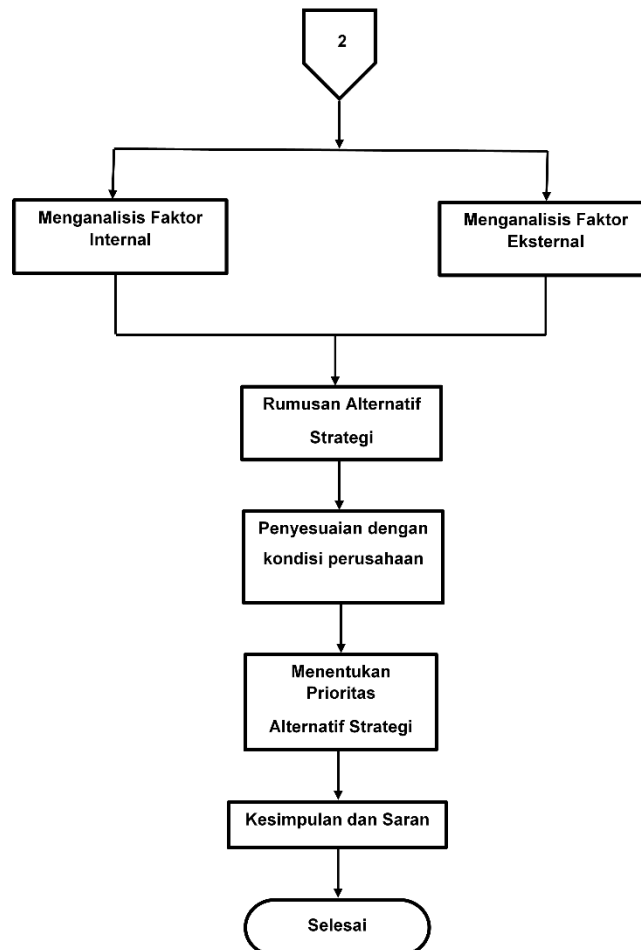 2
Menganalisis Faktor
Internal
Menganalisis Faktor
Eksternal
Rumusan Alternatif
Strategi
Penyesuaian dengan
kondisi perusahaan
Menentukan
Prioritas
Alternatif Strategi
Kesimpulan dan Saran
Selesai